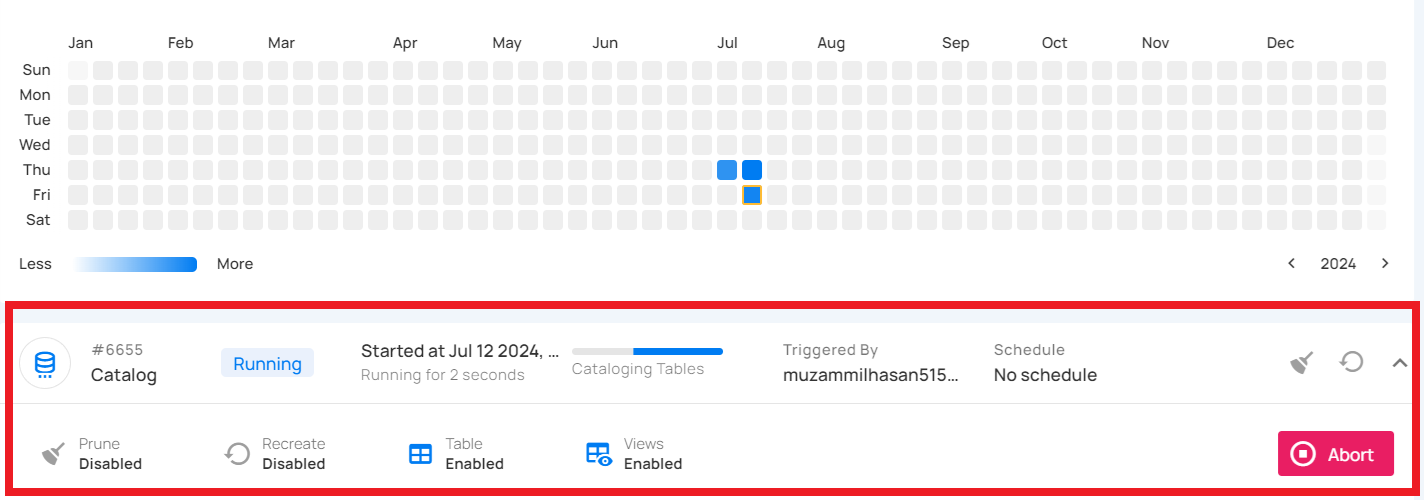 Jan Feb Mar Apr May Jun Jul Aug Sep Oct Nov Dec
Sun
Mon
Tue
Wed
Thu
Fri
Sat
Less More 2024
#6655
Catalog
Running
Started at Jul 12 2024, ...
Running for 2 seconds
Cataloging Tables
Triggered By
muzammilhasan515...
Schedule
No schedule
Prune
Disabled
Recreate
Disabled
Table
Enabled
Views
Enabled
Abort